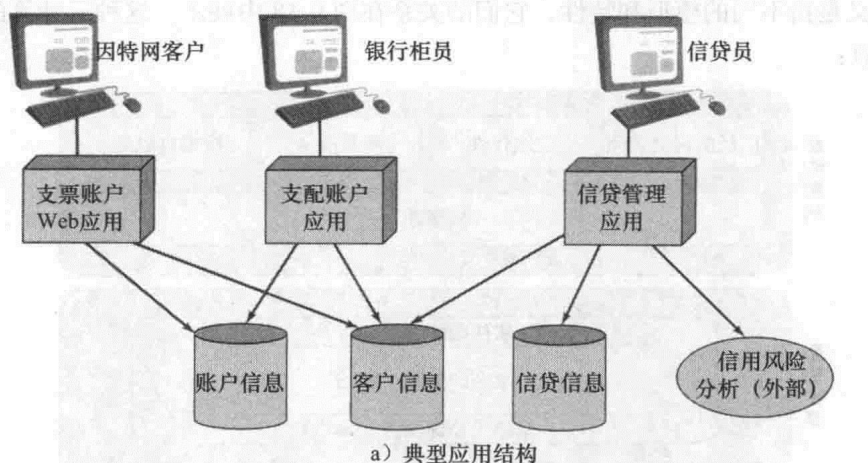 因特网客户
银行柜员
信贷员
支票账户
Web应用
支配账户
应用
信贷管理
应用
账户信息
客户信息
信贷信息
信用风险
分析（外部）
a）典型应用结构